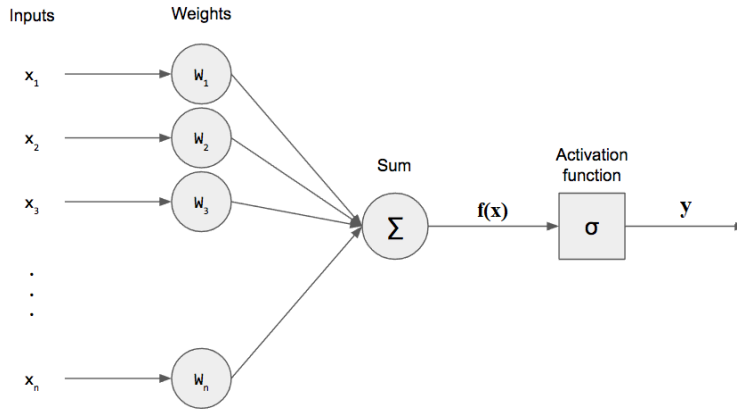 Inputs
Weights
x₁
W₁
x₂
W₂
x₃
W₃
Sum
Σ
f(x)
Activation
function
σ
y
.
.
.
xₙ
Wₙ